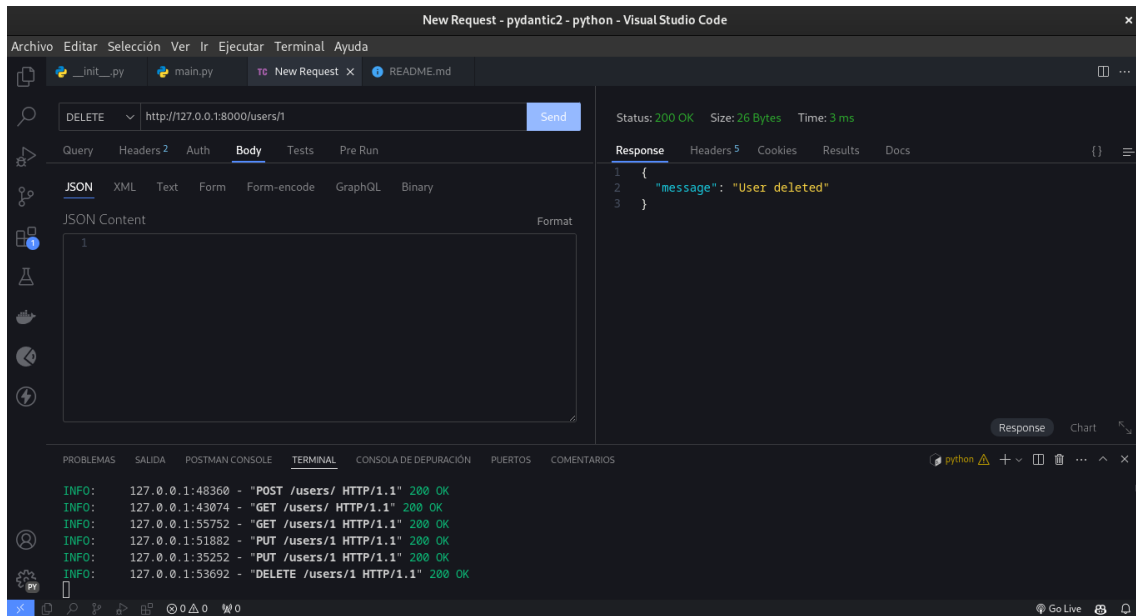 New Request - pydantic2 - python - Visual Studio Code ×
Archivo Editar Selección Ver Ir Ejecutar Terminal Ayuda
__init__.py main.py TC New Request × README.md
DELETE http://127.0.0.1:8000/users/1 Send
Status: 200 OK Size: 26 Bytes Time: 3 ms
Query Headers 2 Auth Body Tests Pre Run
Response Headers 5 Cookies Results Docs {}
JSON XML Text Form Form-encode GraphQL Binary
JSON Content Format
1
1 {
2 "message": "User deleted"
3 }
1
Response Chart
PROBLEMAS SALIDA POSTMAN CONSOLE TERMINAL CONSOLA DE DEPURACIÓN PUERTOS COMENTARIOS python
INFO: 127.0.0.1:48360 - "POST /users/ HTTP/1.1" 200 OK
INFO: 127.0.0.1:43074 - "GET /users/ HTTP/1.1" 200 OK
INFO: 127.0.0.1:55752 - "GET /users/1 HTTP/1.1" 200 OK
INFO: 127.0.0.1:51882 - "PUT /users/1 HTTP/1.1" 200 OK
INFO: 127.0.0.1:35252 - "PUT /users/1 HTTP/1.1" 200 OK
INFO: 127.0.0.1:53692 - "DELETE /users/1 HTTP/1.1" 200 OK
PY
0 0 0 Go Live